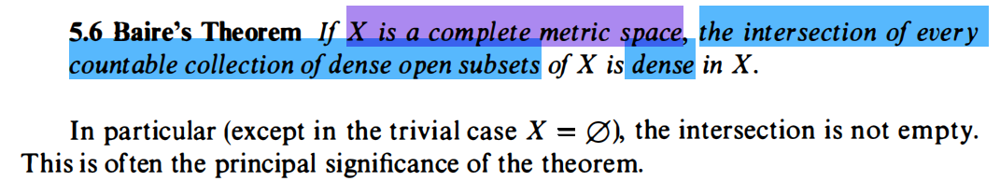 5.6 Baire's Theorem If X is a complete metric space, the intersection of every
countable collection of dense open subsets of X is dense in X.
In particular (except in the trivial case X = ∅), the intersection is not empty.
This is often the principal significance of the theorem.